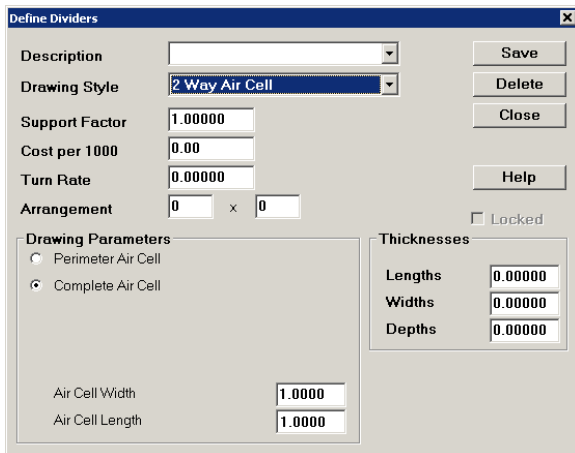 Define Dividers
Description
Save
Drawing Style 2 Way Air Cell
Delete
Support Factor 1.00000
Close
Cost per 1000 0.00
Turn Rate 0.00000
Help
Arrangement 0 x 0
Locked
Drawing Parameters
Perimeter Air Cell
Complete Air Cell
Air Cell Width 1.0000
Air Cell Length 1.0000
Thicknesses
Lengths 0.00000
Widths 0.00000
Depths 0.00000